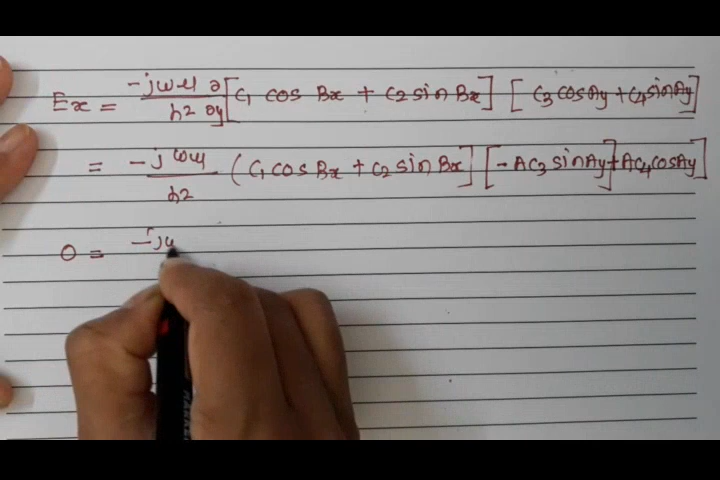 Ex = -jωμ/h² ∂/∂y [C₁ cos Bx + C₂ sin Bx] [C₃ cos Ay + C₄ sin Ay]
= -jωμ/h² (C₁ cos Bx + C₂ sin Bx] [-AC₃ sin Ay] + AC₄ cos Ay]
0 = -jω